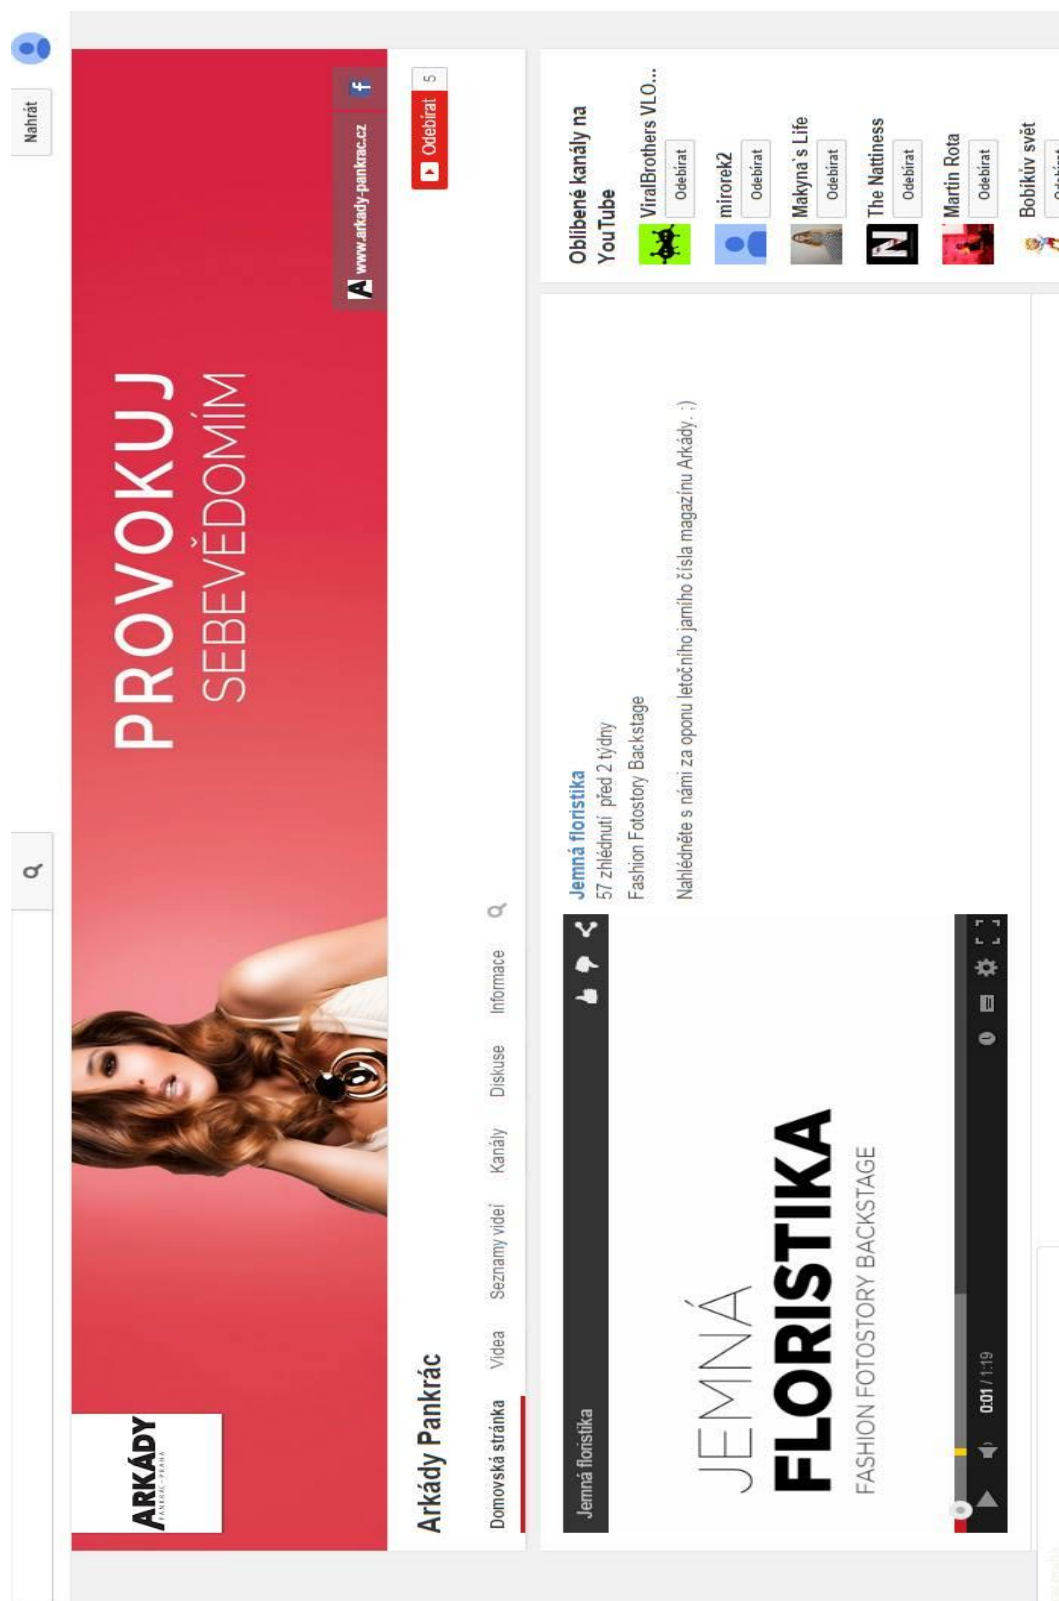 Nahrát
ARKÁDY
PANKRÁC - PRAHA
PROVOKUJ
SEBEVĚDOMÍM
www.arkady-pankrac.cz
Arkády Pankrác
Odebírat 5
Domovská stránka Videa Seznamy videí Kanály Diskuse Informace
Jemná floristika
JEMNÁ
FLORISTIKA
FASHION FOTOSTORY BACKSTAGE
0:01 / 1:19
Jemná floristika
57 zhlédnutí před 2 týdny
Fashion Fotostory Backstage
Nahlédněte s námi za oponu letočního jarního čísla magazínu Arkády. ;)
Oblíbené kanály na
YouTube
ViralBrothers VLO...
Odebírat
mirorek2
Odebírat
Makyna`s Life
Odebírat
The Nattiness
Odebírat
Martin Rota
Odebírat
Bobíkův svět